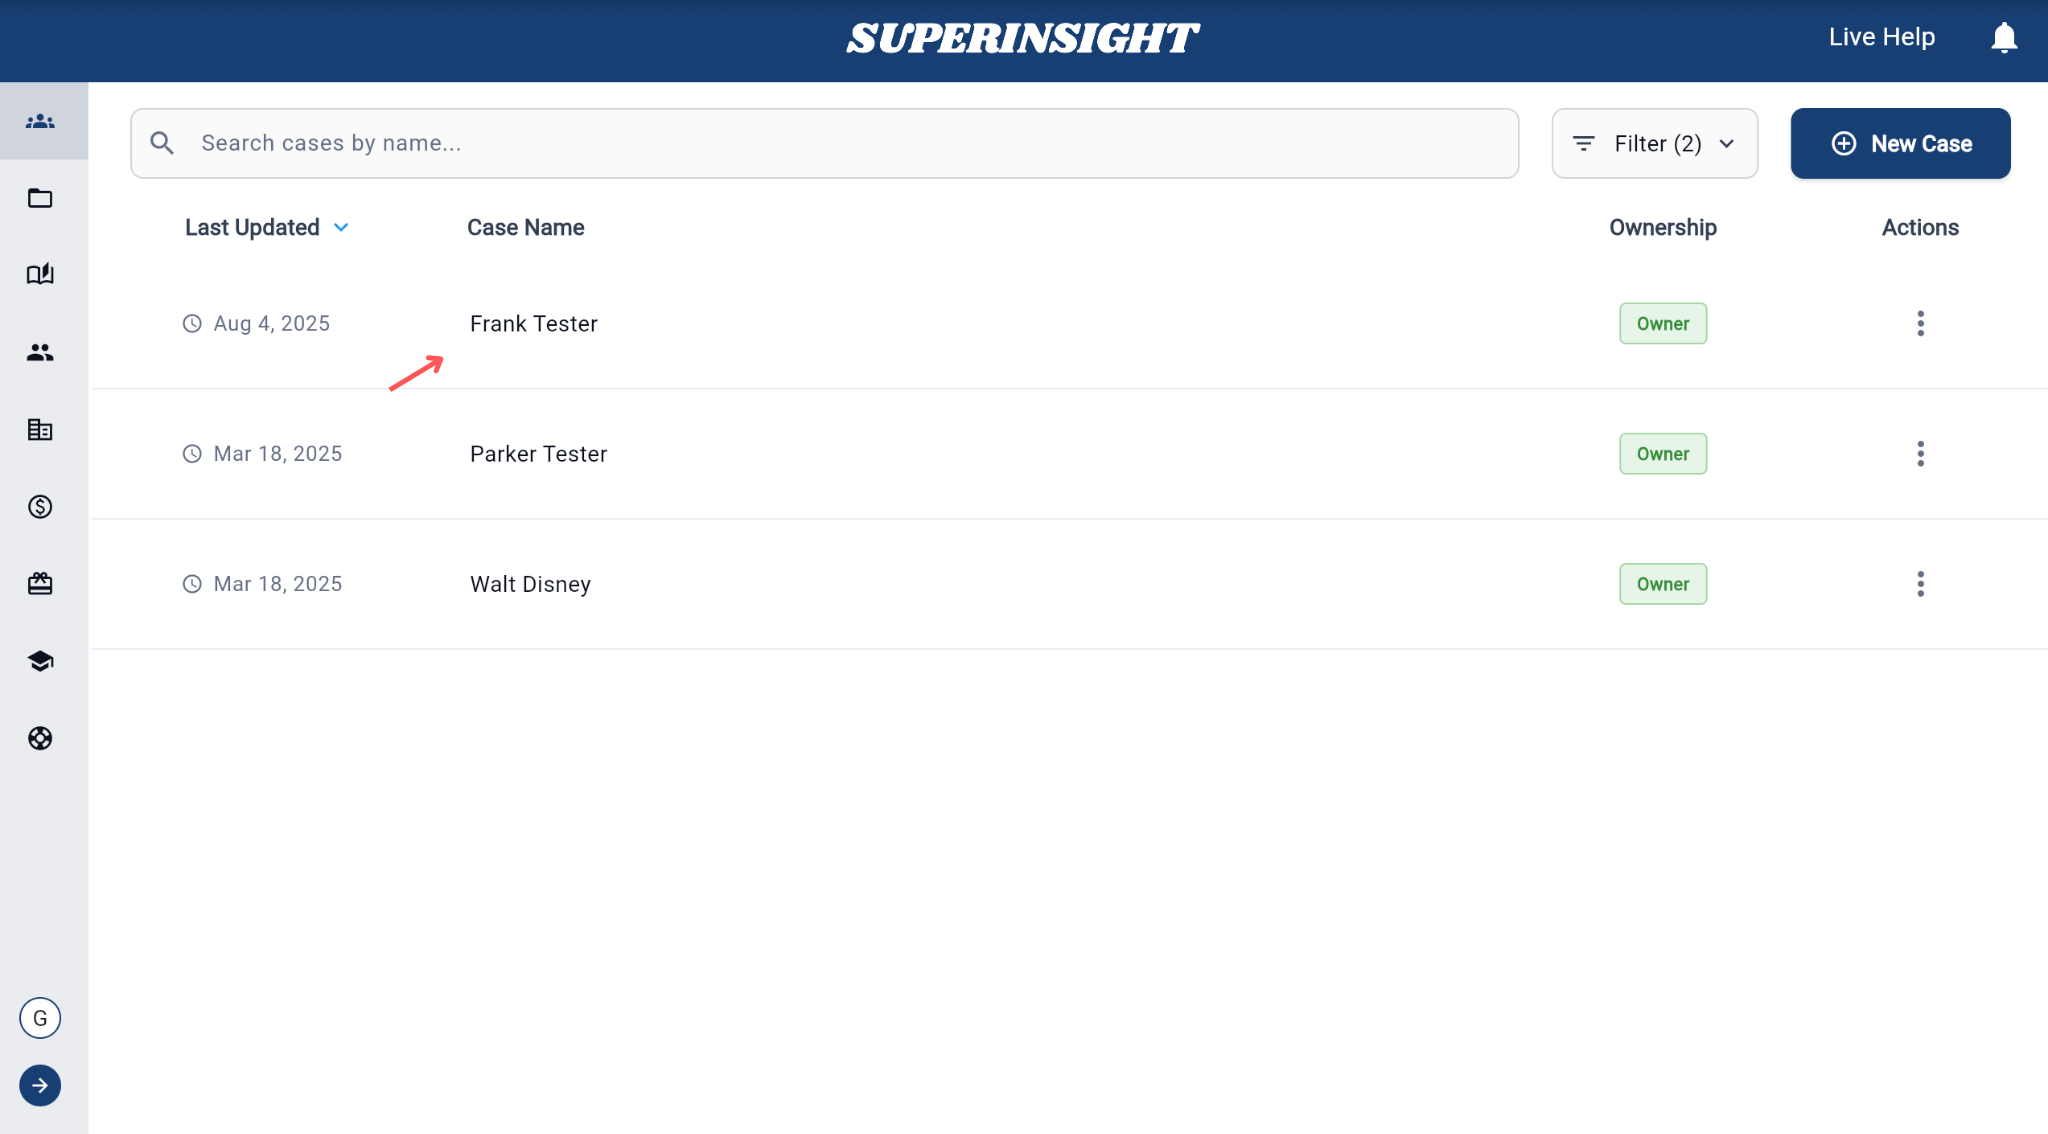 SUPERINSIGHT
Live Help
Search cases by name...
Filter (2)
New Case
Last Updated
Case Name
Ownership
Actions
Aug 4, 2025
Frank Tester
Owner
Mar 18, 2025
Parker Tester
Owner
Mar 18, 2025
Walt Disney
Owner
G